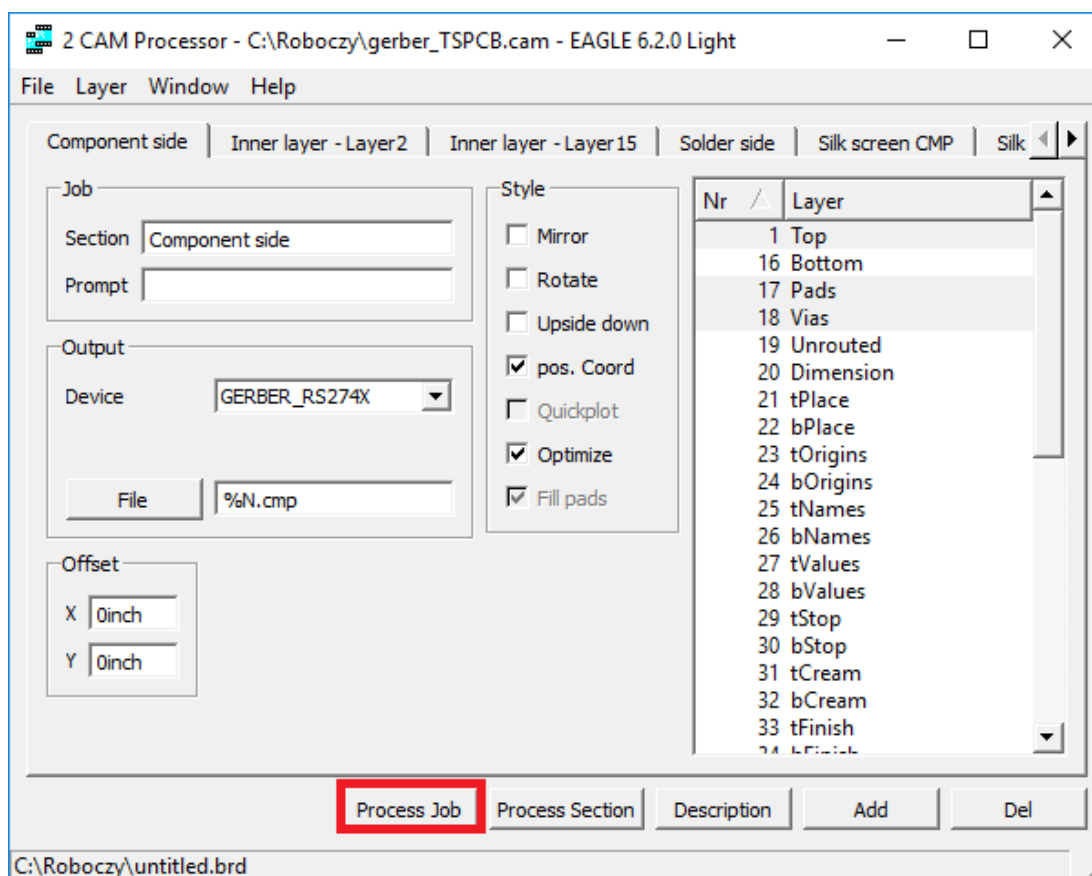 2 CAM Processor - C:\Roboczy\gerber_TSPCB.cam - EAGLE 6.2.0 Light
File Layer Window Help
Component side Inner layer - Layer2 Inner layer - Layer15 Solder side Silk screen CMP Silk
Job
Section Component side
Prompt
Output
Device GERBER_RS274X
File %N.cmp
Offset
X 0inch
Y 0inch
Style
Mirror
Rotate
Upside down
pos. Coord
Quickplot
Optimize
Fill pads
Nr Layer
1 Top
16 Bottom
17 Pads
18 Vias
19 Unrouted
20 Dimension
21 tPlace
22 bPlace
23 tOrigins
24 bOrigins
25 tNames
26 bNames
27 tValues
28 bValues
29 tStop
30 bStop
31 tCream
32 bCream
33 tFinish
34 bFinish
Process Job Process Section Description Add Del
C:\Roboczy\untitled.brd